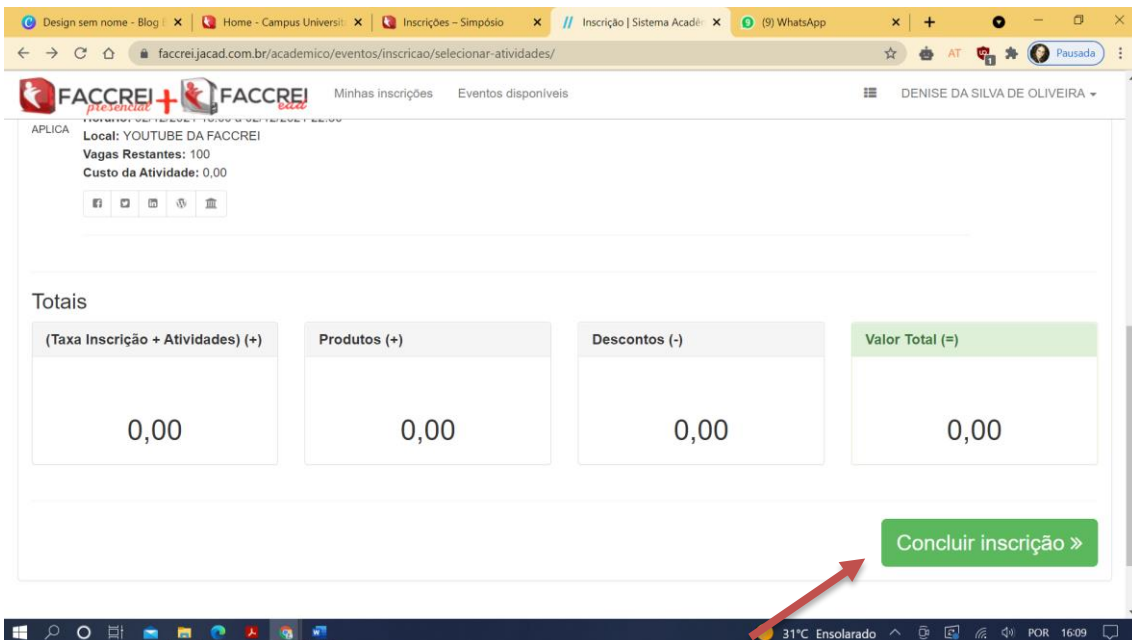 Design sem nome - Blog
Home - Campus Universit
Inscrições – Simpósio
Inscrição | Sistema Acadê
(9) WhatsApp
faccrei.jacad.com.br/academico/eventos/inscricao/selecionar-atividades/
AT
1
Pausada
FACCREI presencial + FACCREI ead
Minhas inscrições
Eventos disponíveis
DENISE DA SILVA DE OLIVEIRA
APLICA
Local: YOUTUBE DA FACCREI
Vagas Restantes: 100
Custo da Atividade: 0,00
Totais
(Taxa Inscrição + Atividades) (+)
Produtos (+)
Descontos (-)
Valor Total (=)
0,00
0,00
0,00
0,00
Concluir inscrição »
31°C Ensolarado
POR
16:09